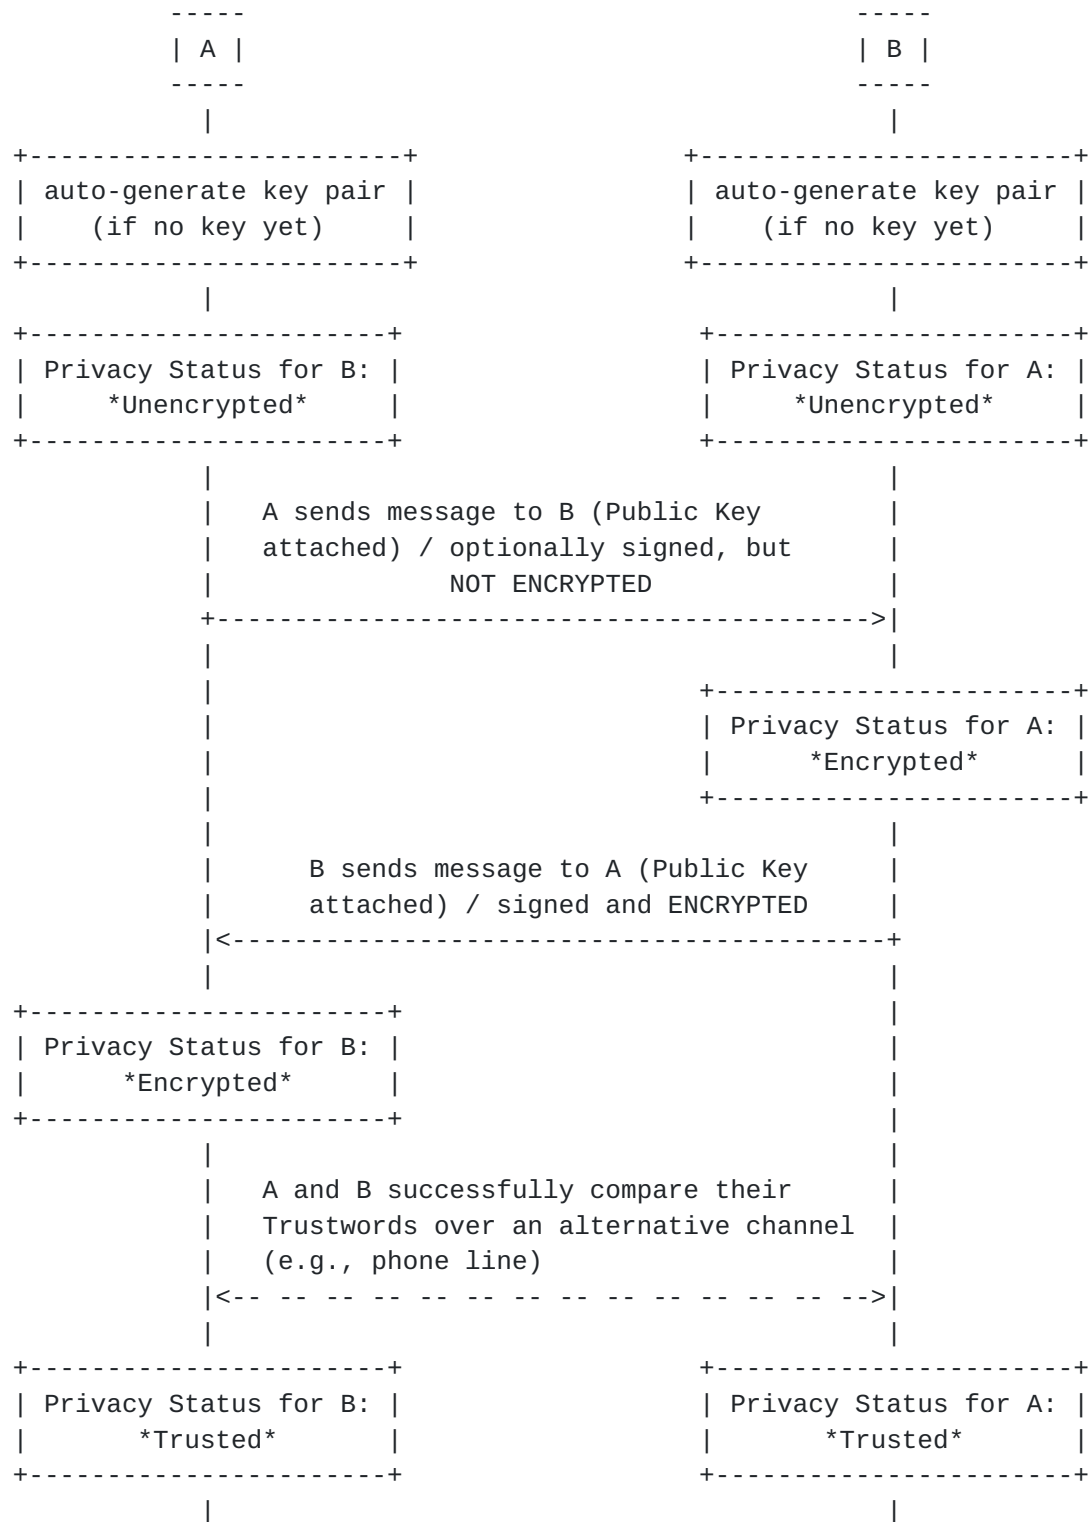 -----                                       -----
                    | A |                                       | B |
                    -----                                       -----
                      |                                           |
          +------------------------+                 +------------------------+
          | auto-generate key pair |                 | auto-generate key pair |
          |    (if no key yet)     |                 |    (if no key yet)     |
          +------------------------+                 +------------------------+
                      |                                           |
          +-----------------------+                   +-----------------------+
          | Privacy Status for B: |                   | Privacy Status for A: |
          |     *Unencrypted*     |                   |     *Unencrypted*     |
          +-----------------------+                   +-----------------------+
                      |                                           |
                      |   A sends message to B (Public Key        |
                      |   attached) / optionally signed, but      |
                      |               NOT ENCRYPTED               |
                      +------------------------------------------>|
                      |                                           |
                      |                               +-----------------------+
                      |                               | Privacy Status for A: |
                      |                               |      *Encrypted*      |
                      |                               +-----------------------+
                      |                                           |
                      |      B sends message to A (Public Key     |
                      |      attached) / signed and ENCRYPTED     |
                      |<------------------------------------------+
                      |                                           |
          +-----------------------+                               |
          | Privacy Status for B: |                               |
          |      *Encrypted*      |                               |
          +-----------------------+                               |
                      |                                           |
                      |   A and B successfully compare their      |
                      |   Trustwords over an alternative channel  |
                      |   (e.g., phone line)                      |
                      |<-- -- -- -- -- -- -- -- -- -- -- -- -- -->|
                      |                                           |
          +-----------------------+                   +-----------------------+
          | Privacy Status for B: |                   | Privacy Status for A: |
          |       *Trusted*       |                   |       *Trusted*       |
          +-----------------------+                   +-----------------------+
                      |                                           |